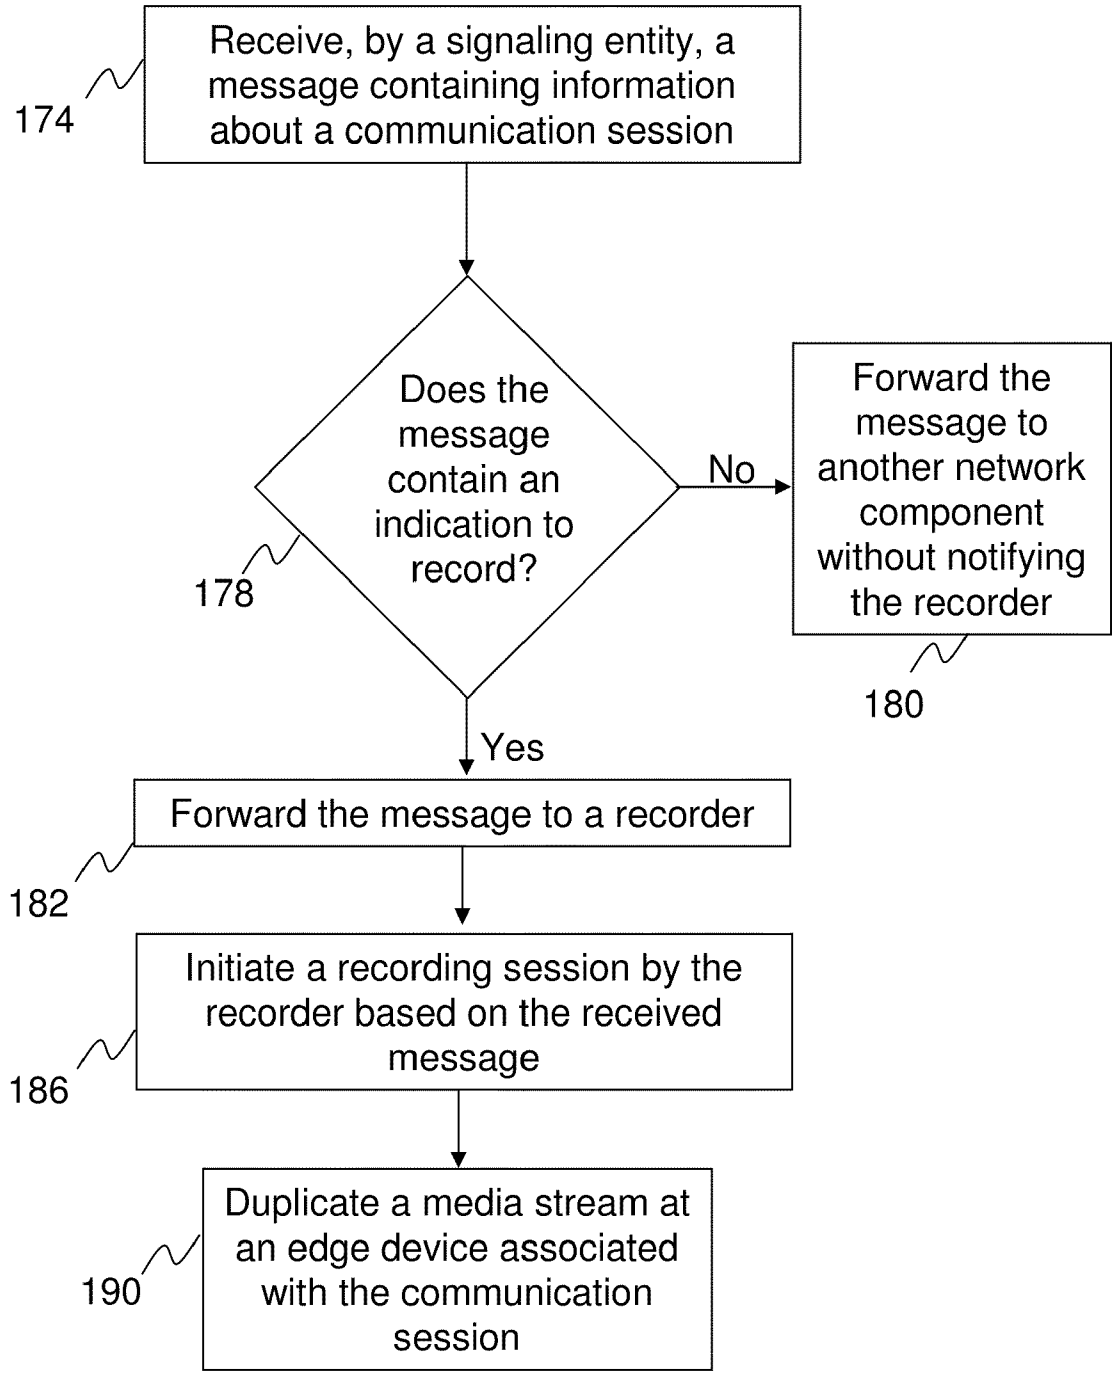 Receive, by a signaling entity, a
message containing information
about a communication session
174
Does the
message
contain an
indication to
record?
178
No
Forward the
message to
another network
component
without notifying
the recorder
180
Yes
Forward the message to a recorder
182
Initiate a recording session by the
recorder based on the received
message
186
Duplicate a media stream at
an edge device associated
with the communication
session
190